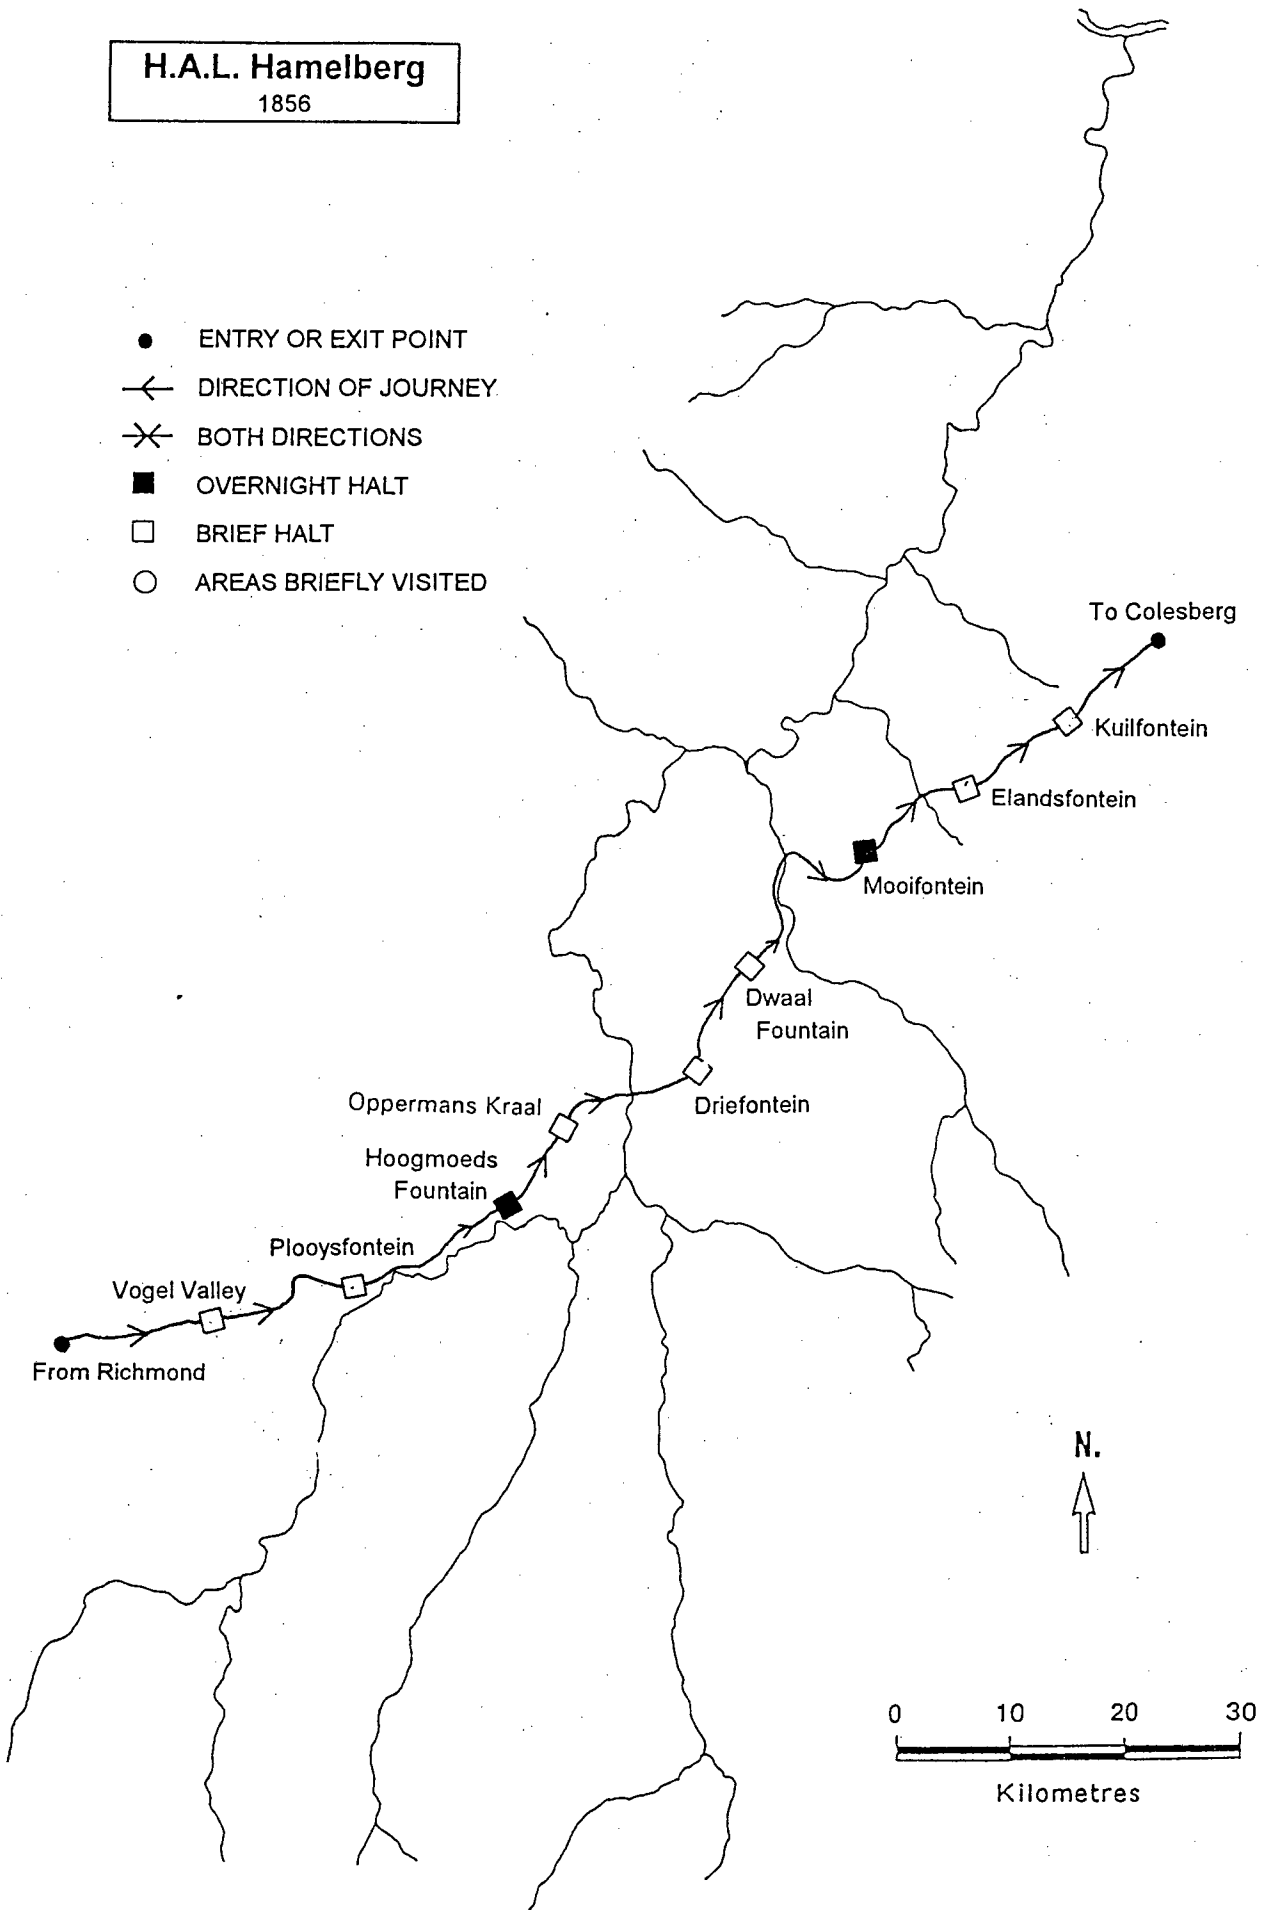 H.A.L. Hamelberg
1856
ENTRY OR EXIT POINT
DIRECTION OF JOURNEY
BOTH DIRECTIONS
OVERNIGHT HALT
BRIEF HALT
AREAS BRIEFLY VISITED
To Colesberg
Kuilfontein
Elandsfontein
Mooifontein
Dwaal
Fountain
Driefontein
Oppermans Kraal
Hoogmoeds
Fountain
Plooysfontein
Vogel Valley
From Richmond
N.
0 10 20 30
Kilometres